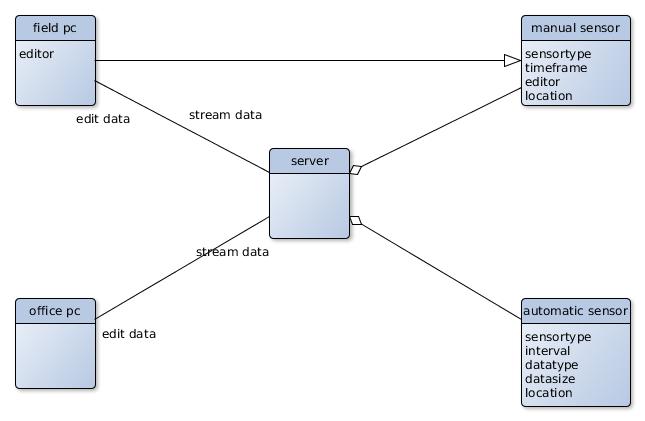 field pc
editor
manual sensor
sensortype
timeframe
editor
location
edit data
stream data
server
stream data
office pc
edit data
automatic sensor
sensortype
interval
datatype
datasize
location